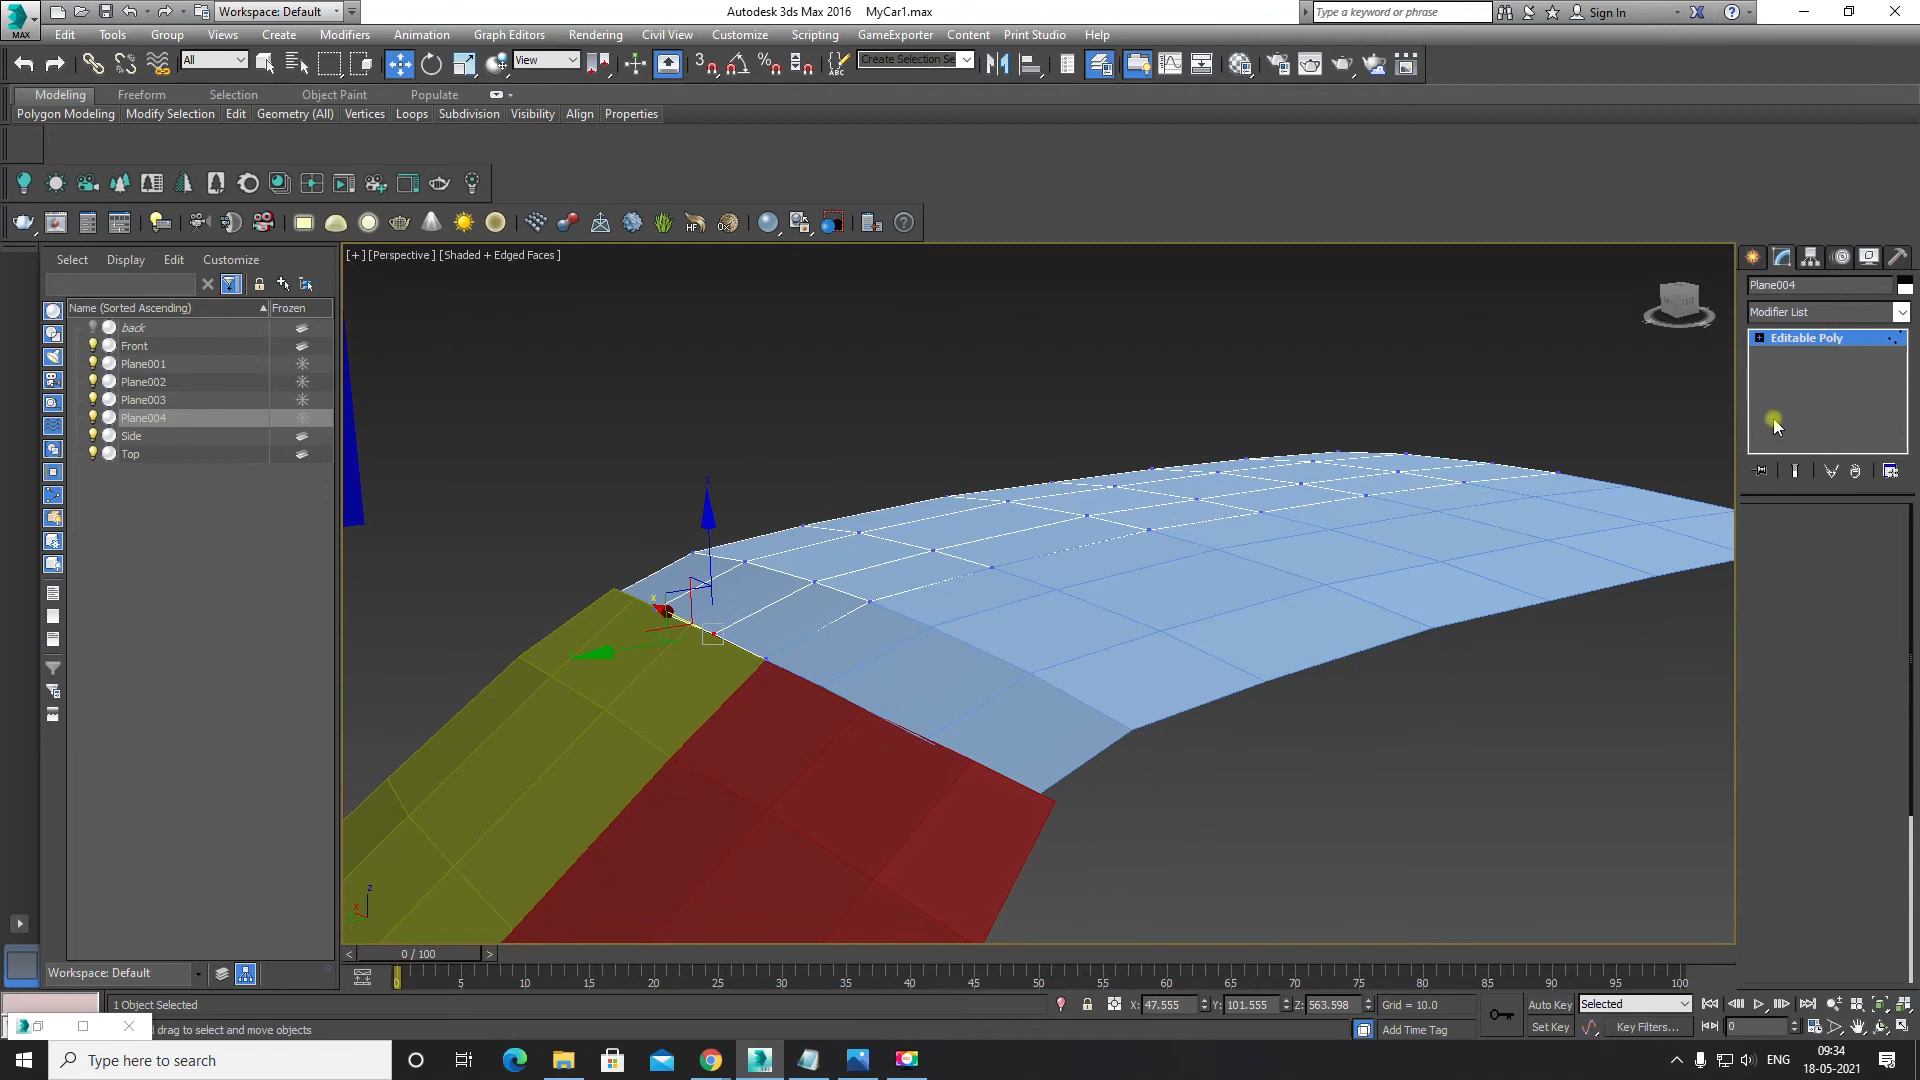 MAX
Workspace: Default
Autodesk 3ds Max 2016 MyCar1.max
Type a keyword or phrase
Sign In
Edit Tools Group Views Create Modifiers Animation Graph Editors Rendering Civil View Customize Scripting GameExporter Content Print Studio Help
All
View
3
ABC
Create Selection Se
Modeling Freeform Selection Object Paint Populate
Polygon Modeling Modify Selection Edit Geometry (All) Vertices Loops Subdivision Visibility Align Properties
HF
Select Display Edit Customize
Name (Sorted Ascending) Frozen
back
Front
Plane001
Plane002
Plane003
Plane004
Side
Top
[+] [Perspective] [Shaded + Edged Faces]
Plane004
Modifier List
Editable Poly
z
x
z
x
Workspace: Default
0 / 100
0 5 10 15 20 25 30 35 40 45 50 55 60 65 70 75 80 85 90 95 100
1 Object Selected
X: 47.555 Y: 101.555 Z: 563.598 Grid = 10.0
Auto Key Selected
drag to select and move objects
Add Time Tag
Set Key Key Filters... 0
Type here to search
ENG
09:34
18-05-2021